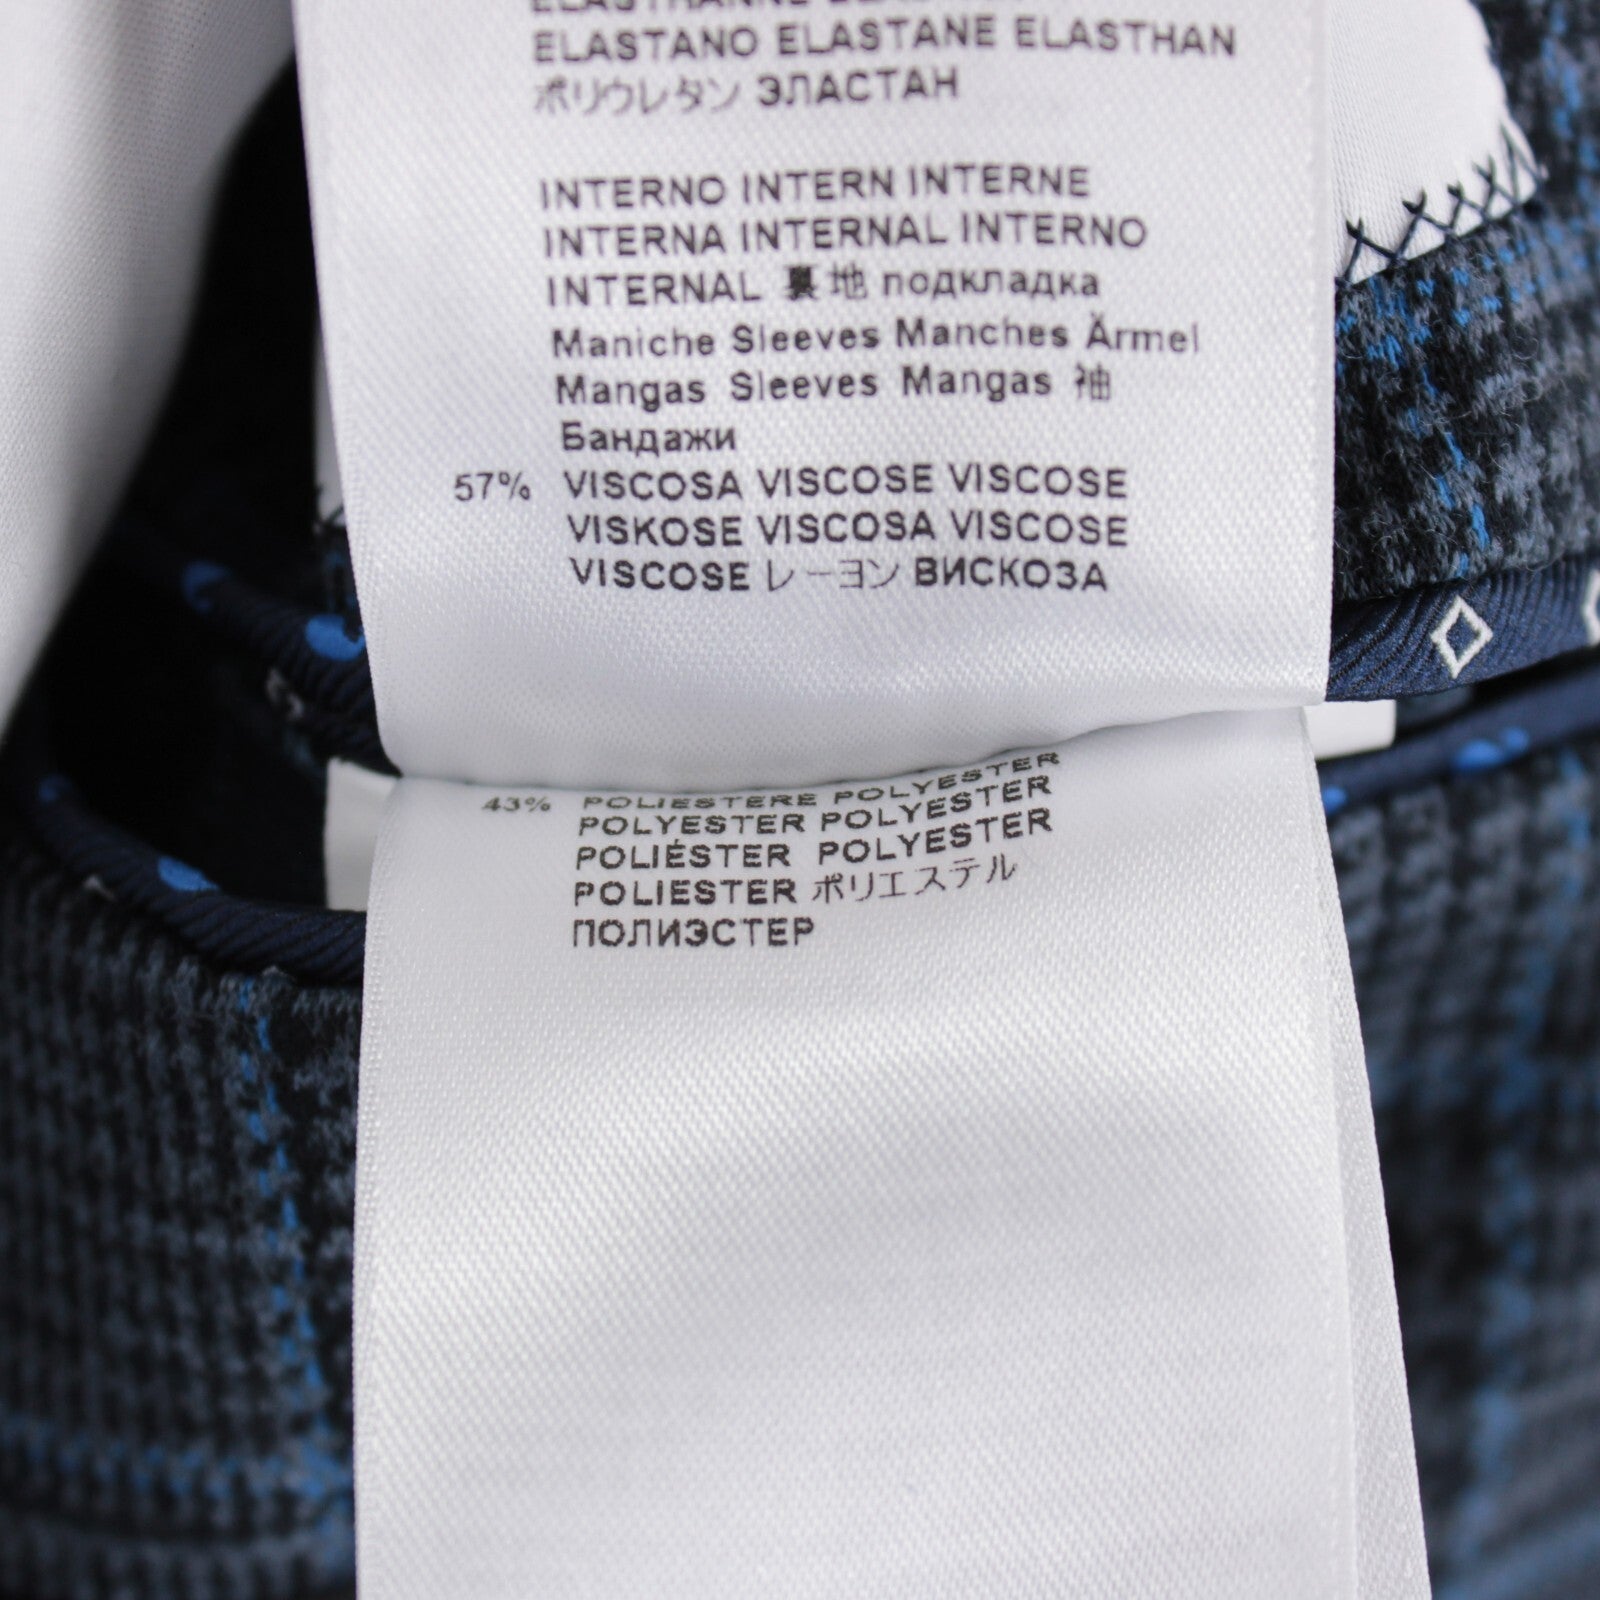 ELASTANO ELASTANE ELASTHAN
ポリウレタン ЭЛАСТАН
INTERNO INTERN INTERNE
INTERNA INTERNAL INTERNO
INTERNAL 裏地 подкладка
Maniche Sleeves Manches Ärmel
Mangas Sleeves Mangas 袖
Бандажи
57% VISCOSA VISCOSE VISCOSE
VISKOSE VISCOSA VISCOSE
VISCOSE レーヨン ВИСКОЗА
43% POLIESTERE POLYESTER
POLYESTER POLYESTER
POLIÉSTER POLYESTER
POLIESTER ポリエステル
ПОЛИЭСТЕР